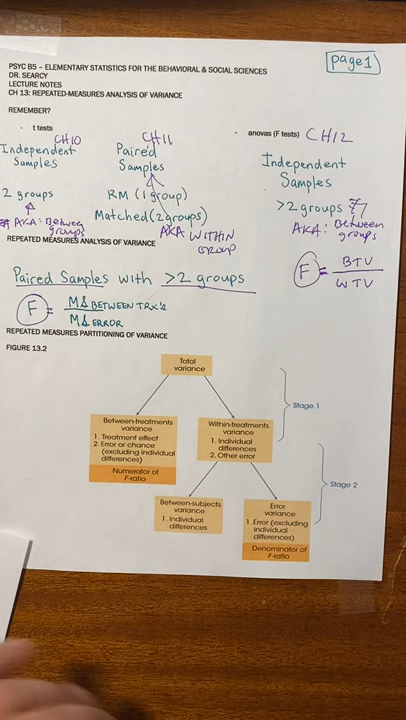 page 1
PSYC B5 – ELEMENTARY STATISTICS FOR THE BEHAVIORAL & SOCIAL SCIENCES
DR. SEARCY
LECTURE NOTES
CH 13: REPEATED-MEASURES ANALYSIS OF VARIANCE
REMEMBER?
- t tests
CH10
Independent
Samples
2 groups
AKA: Between
groups
CH11
Paired
Samples
RM (1 group)
Matched (2 groups)
AKA WITHIN
GROUP
- anovas (F tests) CH12
Independent
Samples
>2 groups
AKA: Between
groups
F = BTV
WTV
REPEATED MEASURES ANALYSIS OF VARIANCE
Paired Samples with >2 groups
F = MS BETWEEN TRX's
MS ERROR
REPEATED MEASURES PARTITIONING OF VARIANCE
FIGURE 13.2
Total
variance
Stage 1
Between-treatments
variance
1. Treatment effect
2. Error or chance
(excluding individual
differences)
Numerator of
F-ratio
Within-treatments
variance
1. Individual
differences
2. Other error
Stage 2
Between-subjects
variance
1. Individual
differences
Error
variance
1. Error (excluding
individual
differences)
Denominator of
F-ratio